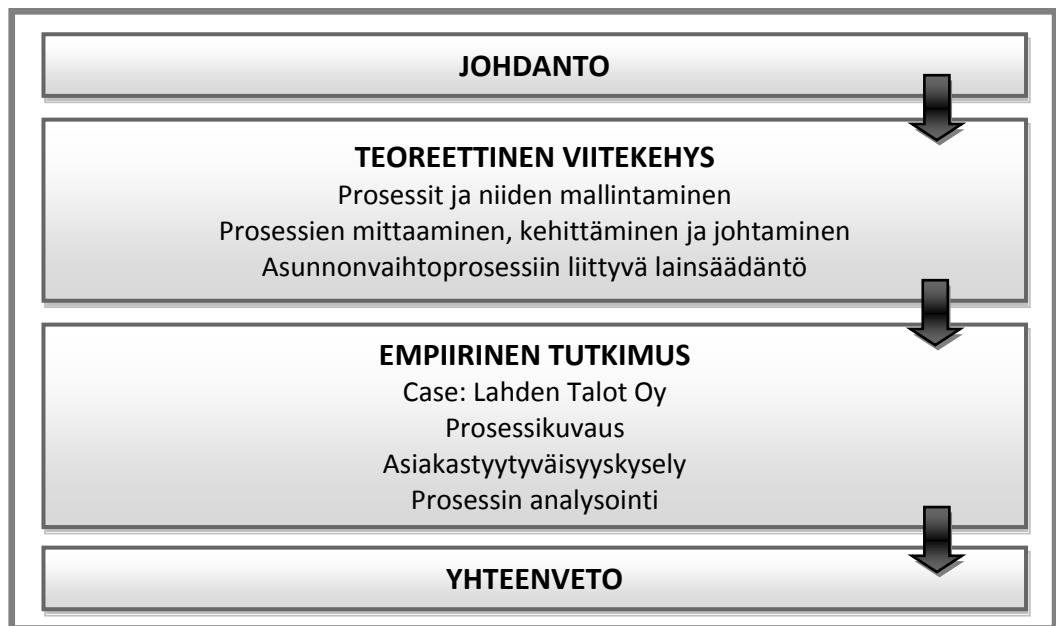 JOHDANTO
TEOREETTINEN VIITEKEHYS
Prosessit ja niiden mallintaminen
Prosessien mittaaminen, kehittäminen ja johtaminen
Asunnonvaihtoprosessiin liittyvä lainsäädäntö
EMPIIRINEN TUTKIMUS
Case: Lahden Talot Oy
Prosessikuvaus
Asiakastyytyväisyyskysely
Prosessin analysointi
YHTEENVETO